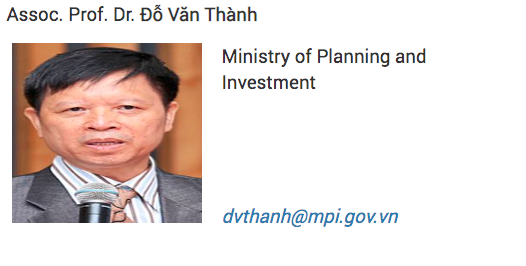 Assoc. Prof. Dr. Đỗ Văn Thành
Ministry of Planning and
Investment
dvthanh@mpi.gov.vn